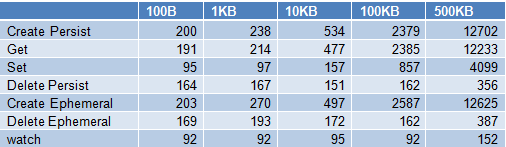 100B 1KB 10KB 100KB 500KB
Create Persist 200 238 534 2379 12702
Get 191 214 477 2385 12233
Set 95 97 157 857 4099
Delete Persist 164 167 151 162 356
Create Ephemeral 203 270 497 2587 12625
Delete Ephemeral 169 193 172 162 387
watch 92 92 95 92 152